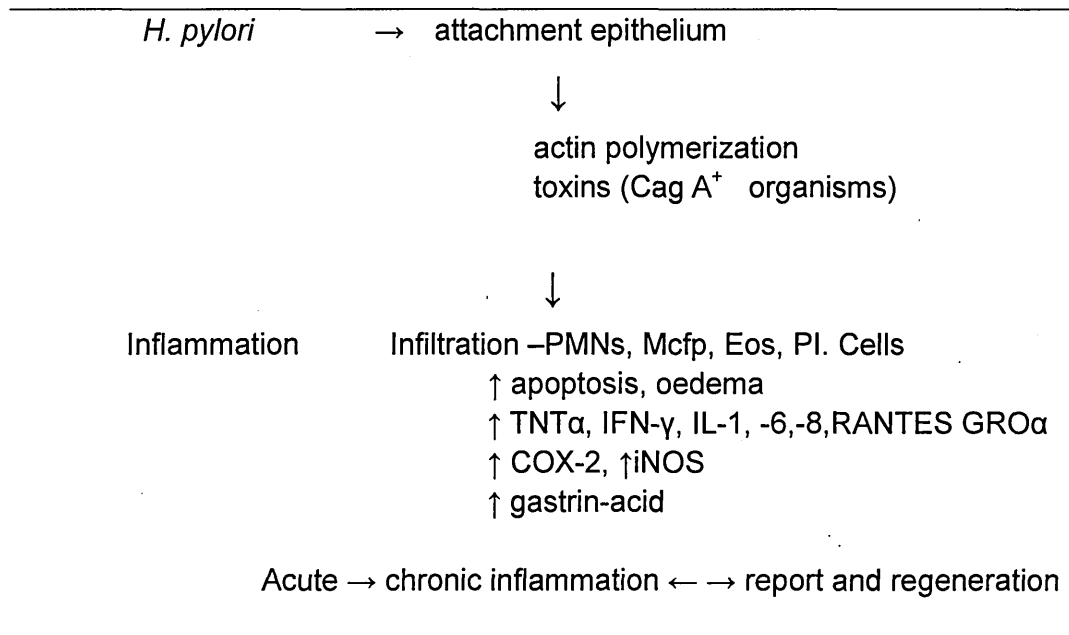 H. pylori → attachment epithelium
↓
actin polymerization
toxins (Cag A⁺ organisms)
↓
Inflammation Infiltration –PMNs, Mcfp, Eos, PI. Cells
↑ apoptosis, oedema
↑ TNTα, IFN-γ, IL-1, -6,-8,RANTES GROα
↑ COX-2, ↑iNOS
↑ gastrin-acid
Acute → chronic inflammation ← → report and regeneration